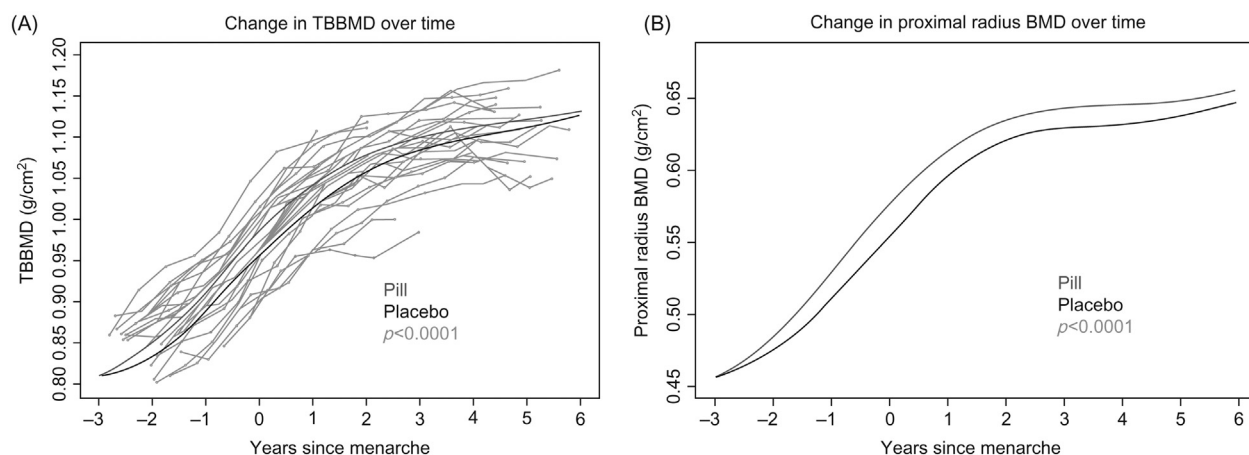 (A)
Change in TBBMD over time
TBBMD (g/cm²)
1.20
1.15
1.10
1.05
1.00
0.95
0.90
0.85
0.80
Pill
Placebo
p<0.0001
–3 –2 –1 0 1 2 3 4 5 6
Years since menarche
(B)
Change in proximal radius BMD over time
Proximal radius BMD (g/cm²)
0.65
0.60
0.55
0.50
0.45
Pill
Placebo
p<0.0001
–3 –2 –1 0 1 2 3 4 5 6
Years since menarche